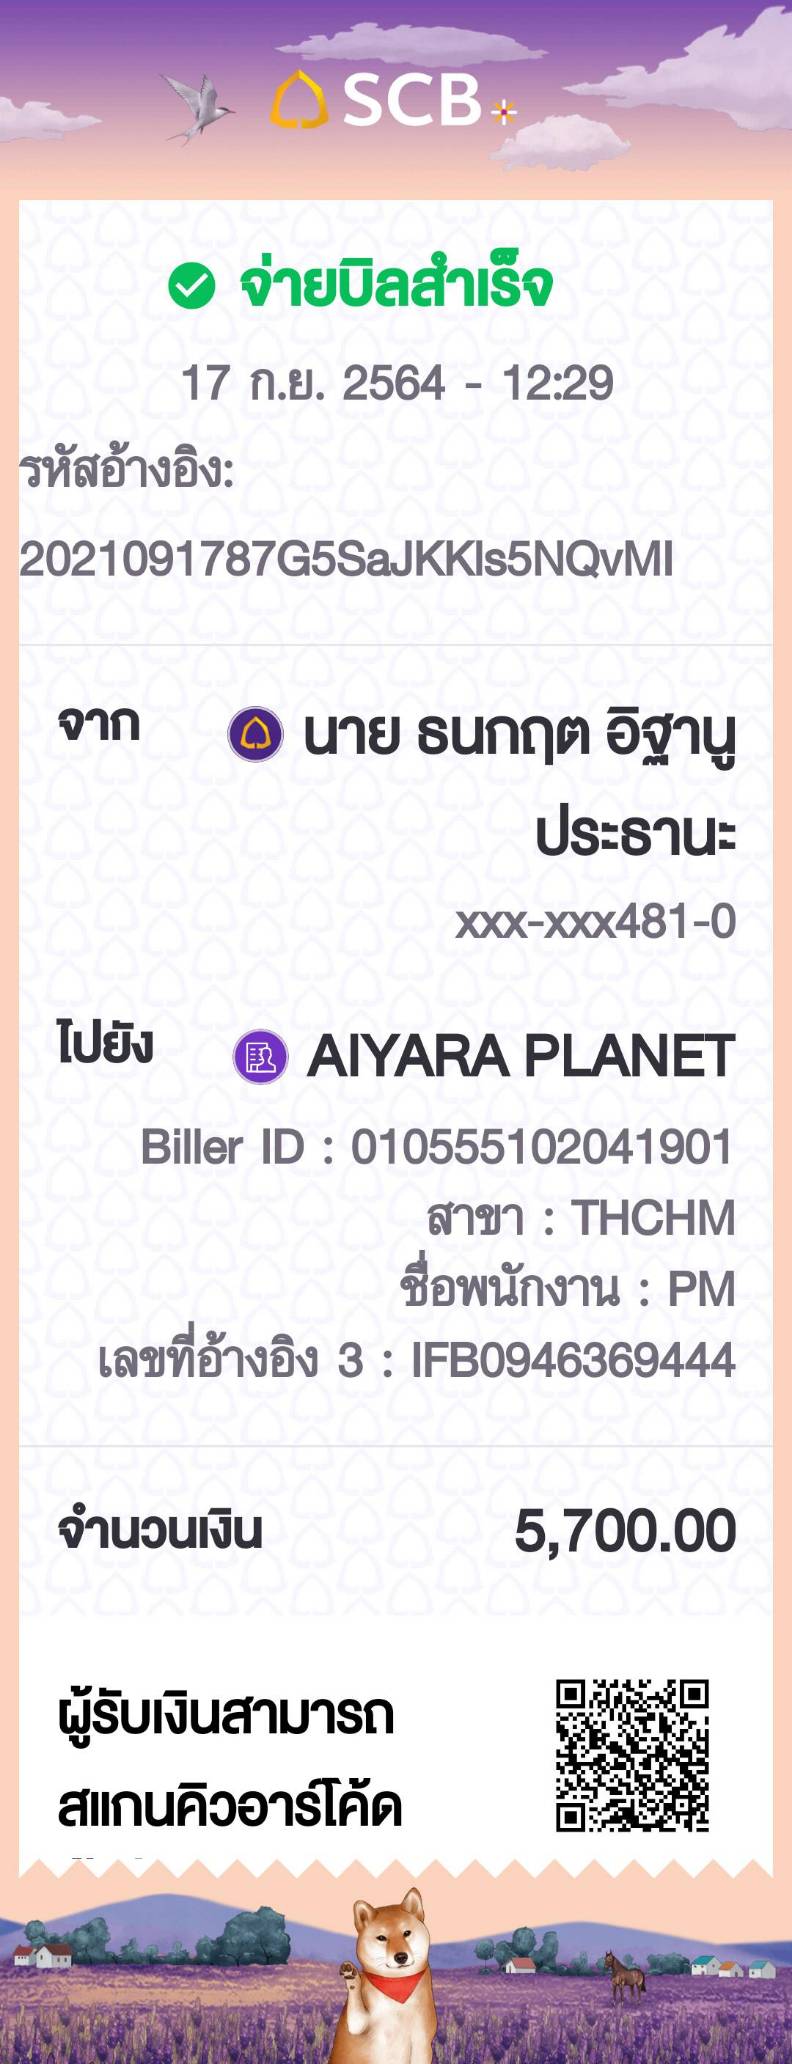 SCB
จ่ายบิลสำเร็จ
17 ก.ย. 2564 - 12:29
รหัสอ้างอิง:
2021091787G5SaJKKIs5NQvMI
จาก นาย ธนกฤต อิฐานู
ประธานะ
xxx-xxx481-0
ไปยัง AIYARA PLANET
Biller ID : 010555102041901
สาขา : THCHM
ชื่อพนักงาน : PM
เลขที่อ้างอิง 3 : IFB0946369444
จำนวนเงิน 5,700.00
ผู้รับเงินสามารถ
สแกนคิวอาร์โค้ด